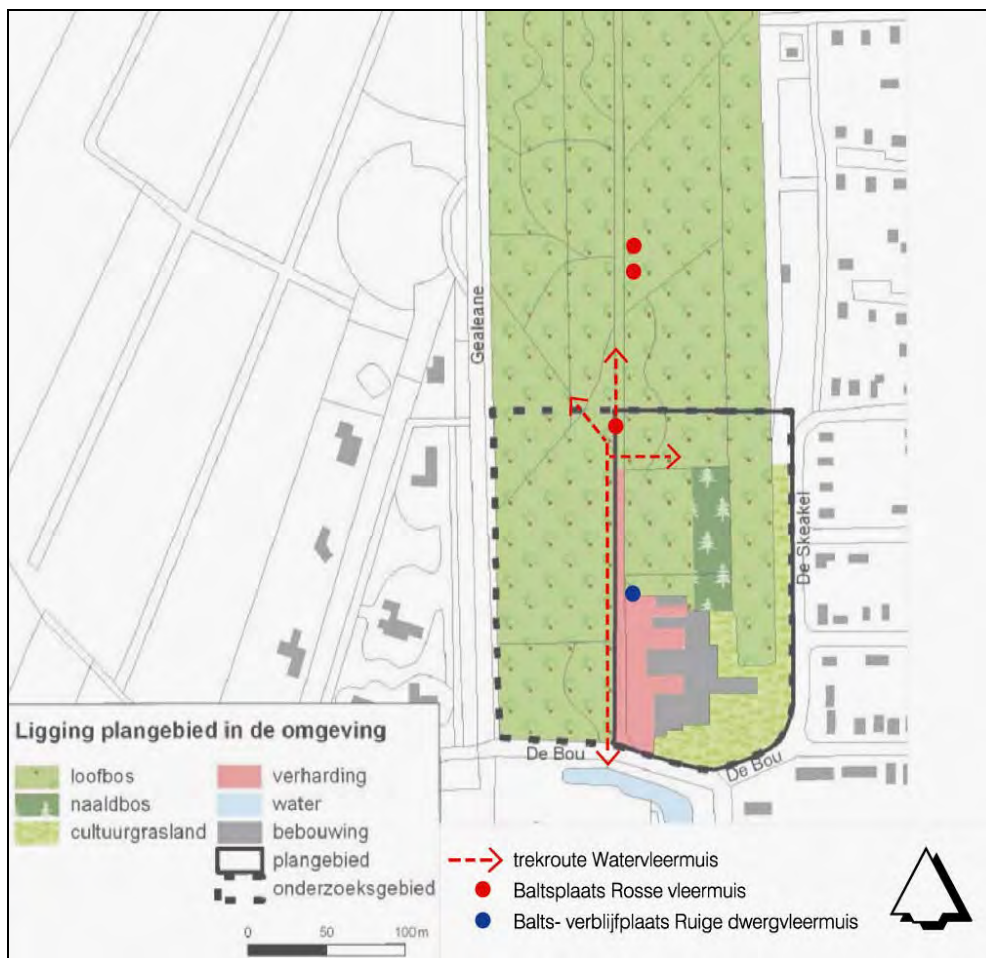 Gealeane
De Skeakel
De Bou
De Bou
Ligging plangebied in de omgeving
loofbos
naaldbos
cultuurgrasland
verharding
water
bebouwing
plangebied
onderzoeksgebied
0 50 100m
trekroute Watervleermuis
Baltsplaats Rosse vleermuis
Balts- verblijfplaats Ruige dwergvleermuis